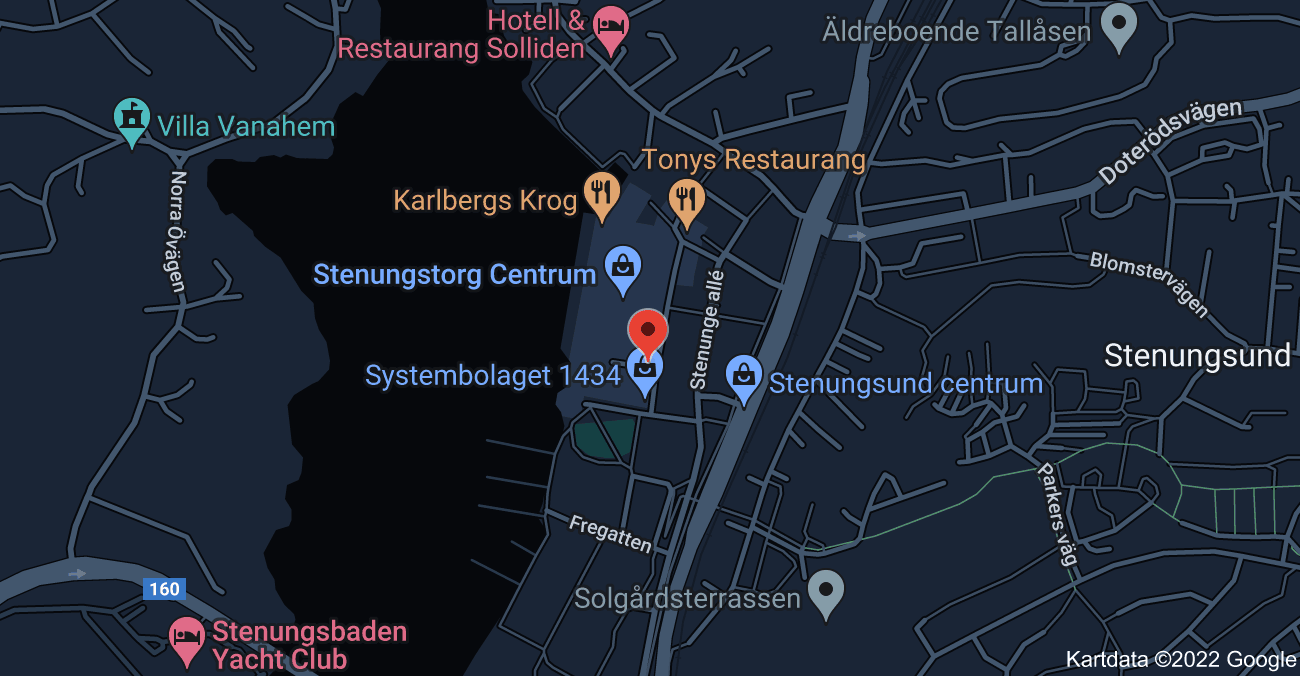 Hotell &
Restaurang Solliden
Äldreboende Tallåsen
Villa Vanahem
Doterödsvägen
Tonys Restaurang
Karlbergs Krog
Norra Övägen
Stenungstorg Centrum
Blomstervägen
Stenunge allé
Stenungsund
Systembolaget 1434
Stenungsund centrum
Parkers väg
Fregatten
160
Solgårdsterrassen
Stenungsbaden
Yacht Club
Kartdata ©2022 Google